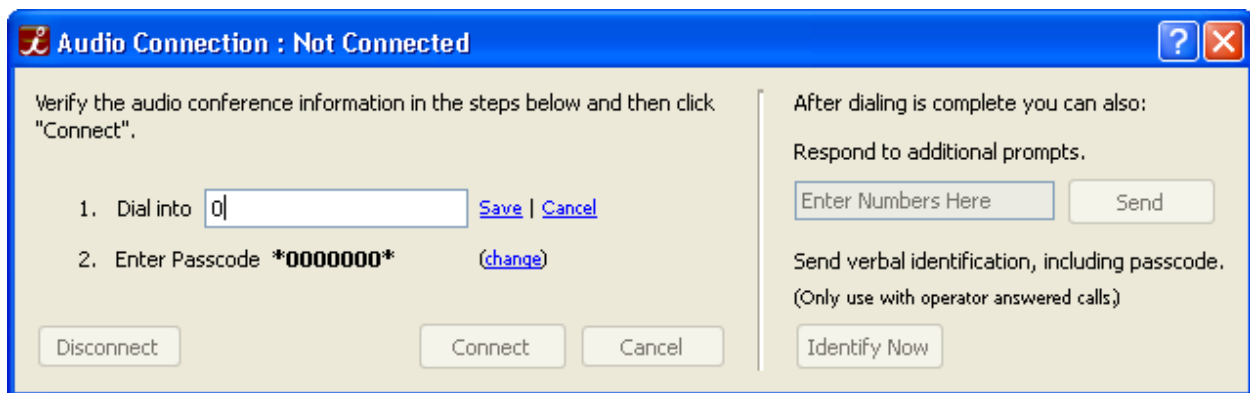 Audio Connection : Not Connected
Verify the audio conference information in the steps below and then click
"Connect".
1. Dial into 0 Save | Cancel
2. Enter Passcode *0000000* (change)
Disconnect Connect Cancel
After dialing is complete you can also:
Respond to additional prompts.
Enter Numbers Here Send
Send verbal identification, including passcode.
(Only use with operator answered calls.)
Identify Now